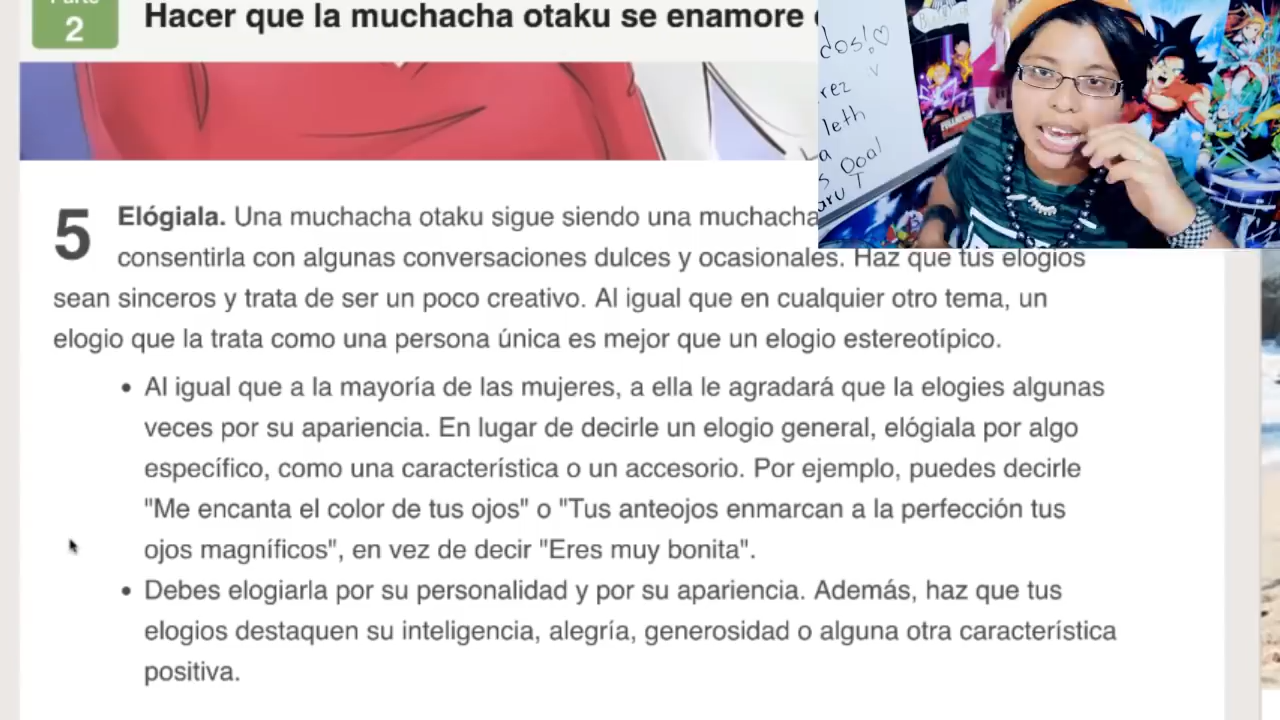 Parte
2
Hacer que la muchacha otaku se enamore
5 Elógiala. Una muchacha otaku sigue siendo una muchacha
consentirla con algunas conversaciones dulces y ocasionales. Haz que tus elogios
sean sinceros y trata de ser un poco creativo. Al igual que en cualquier otro tema, un
elogio que la trata como una persona única es mejor que un elogio estereotípico.
• Al igual que a la mayoría de las mujeres, a ella le agradará que la elogies algunas
veces por su apariencia. En lugar de decirle un elogio general, elógiala por algo
específico, como una característica o un accesorio. Por ejemplo, puedes decirle
"Me encanta el color de tus ojos" o "Tus anteojos enmarcan a la perfección tus
ojos magníficos", en vez de decir "Eres muy bonita".
• Debes elogiarla por su personalidad y por su apariencia. Además, haz que tus
elogios destaquen su inteligencia, alegría, generosidad o alguna otra característica
positiva.
dos!♡
rez
leth
a
s Ooal
aru T